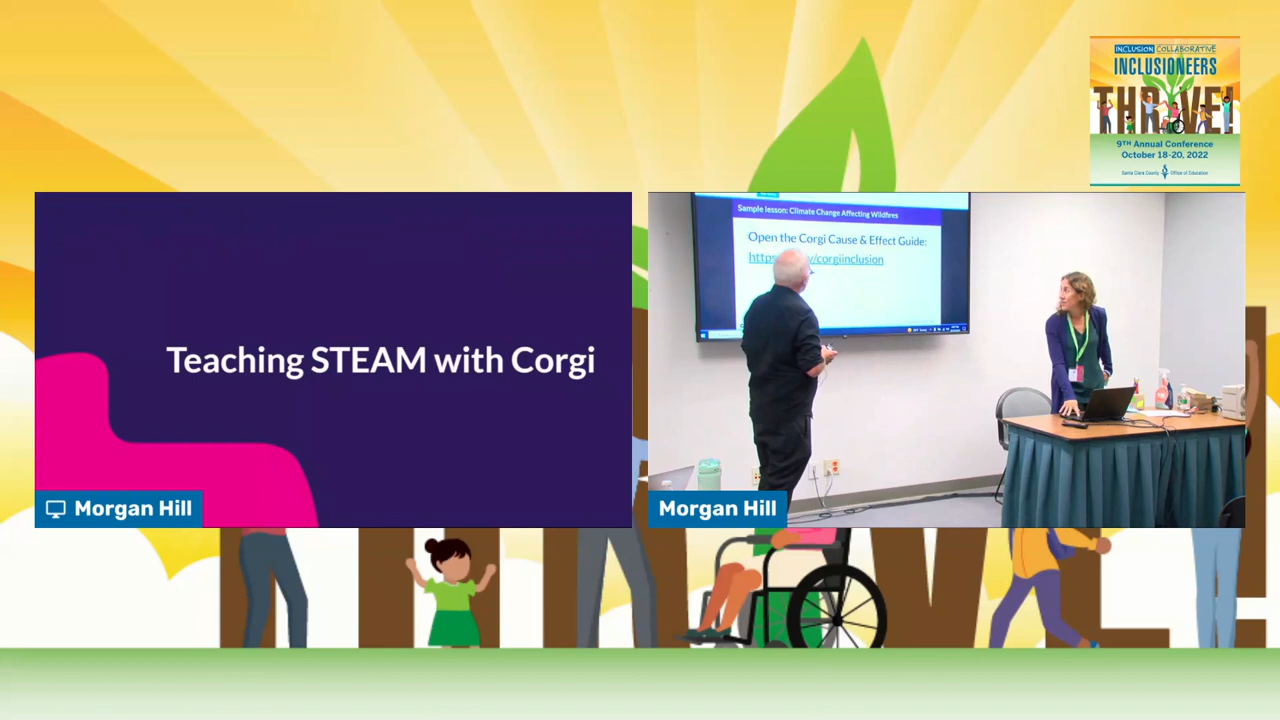 INCLUSION COLLABORATIVE
INCLUSIONEERS
THRIVE!
9TH Annual Conference
October 18-20, 2022
Santa Clara County Office of Education
Teaching STEAM with Corgi
Morgan Hill
Sample lesson: Climate Change Affecting Wildfires
Open the Corgi Cause & Effect Guide:
https /corgiinclusion
Morgan Hill